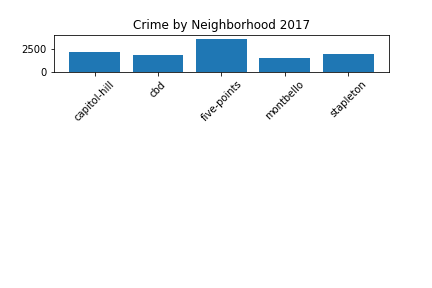 Crime by Neighborhood 2017
2500
0
capitol-hill
cbd
five-points
montbello
stapleton